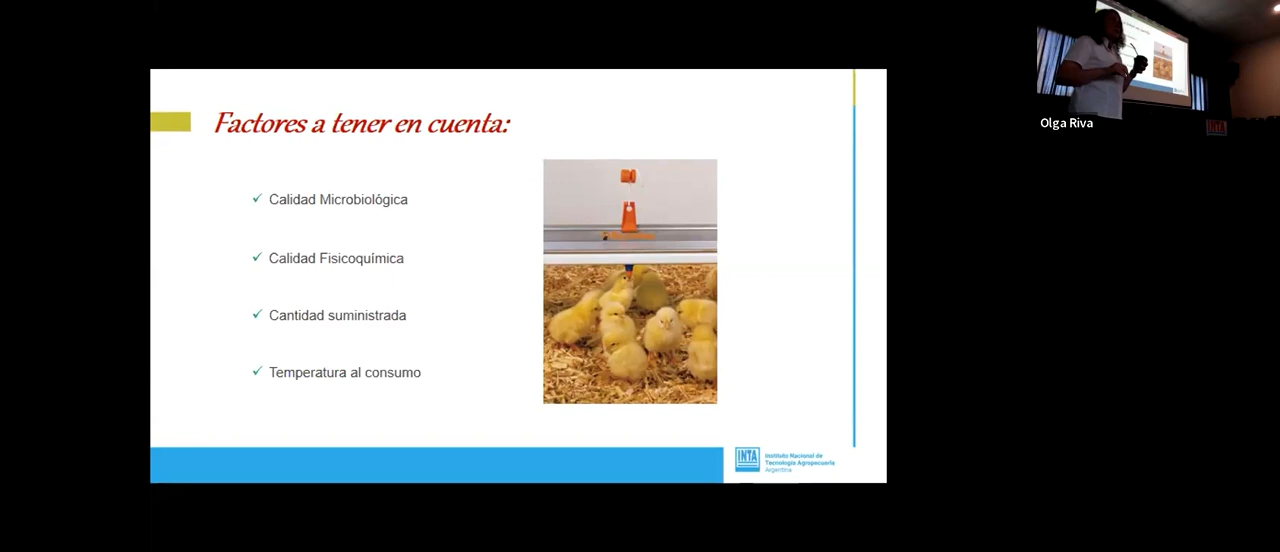 Factores a tener en cuenta:
Calidad Microbiológica
Calidad Fisicoquímica
Cantidad suministrada
Temperatura al consumo
INTA
Instituto Nacional de
Tecnología Agropecuaria
Argentina
Olga Riva
INTA